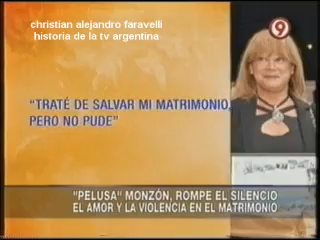 christian alejandro faravelli
historia de la tv argentina
9
"TRATÉ DE SALVAR MI MATRIMONIO,
PERO NO PUDE"
"PELUSA" MONZÓN, ROMPE EL SILENCIO
EL AMOR Y LA VIOLENCIA EN EL MATRIMONIO